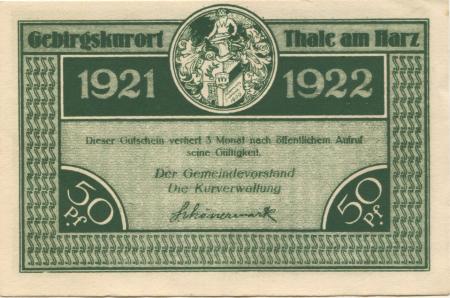 Gebirgskurort Thale am Harz
1921 1922
Dieser Gutschein verliert 3 Monat nach öffentlichem Aufruf
seine Gültigkeit.
Der Gemeindevorstand
Die Kurverwaltung
Schönermark
50 Pf. 50 Pf.